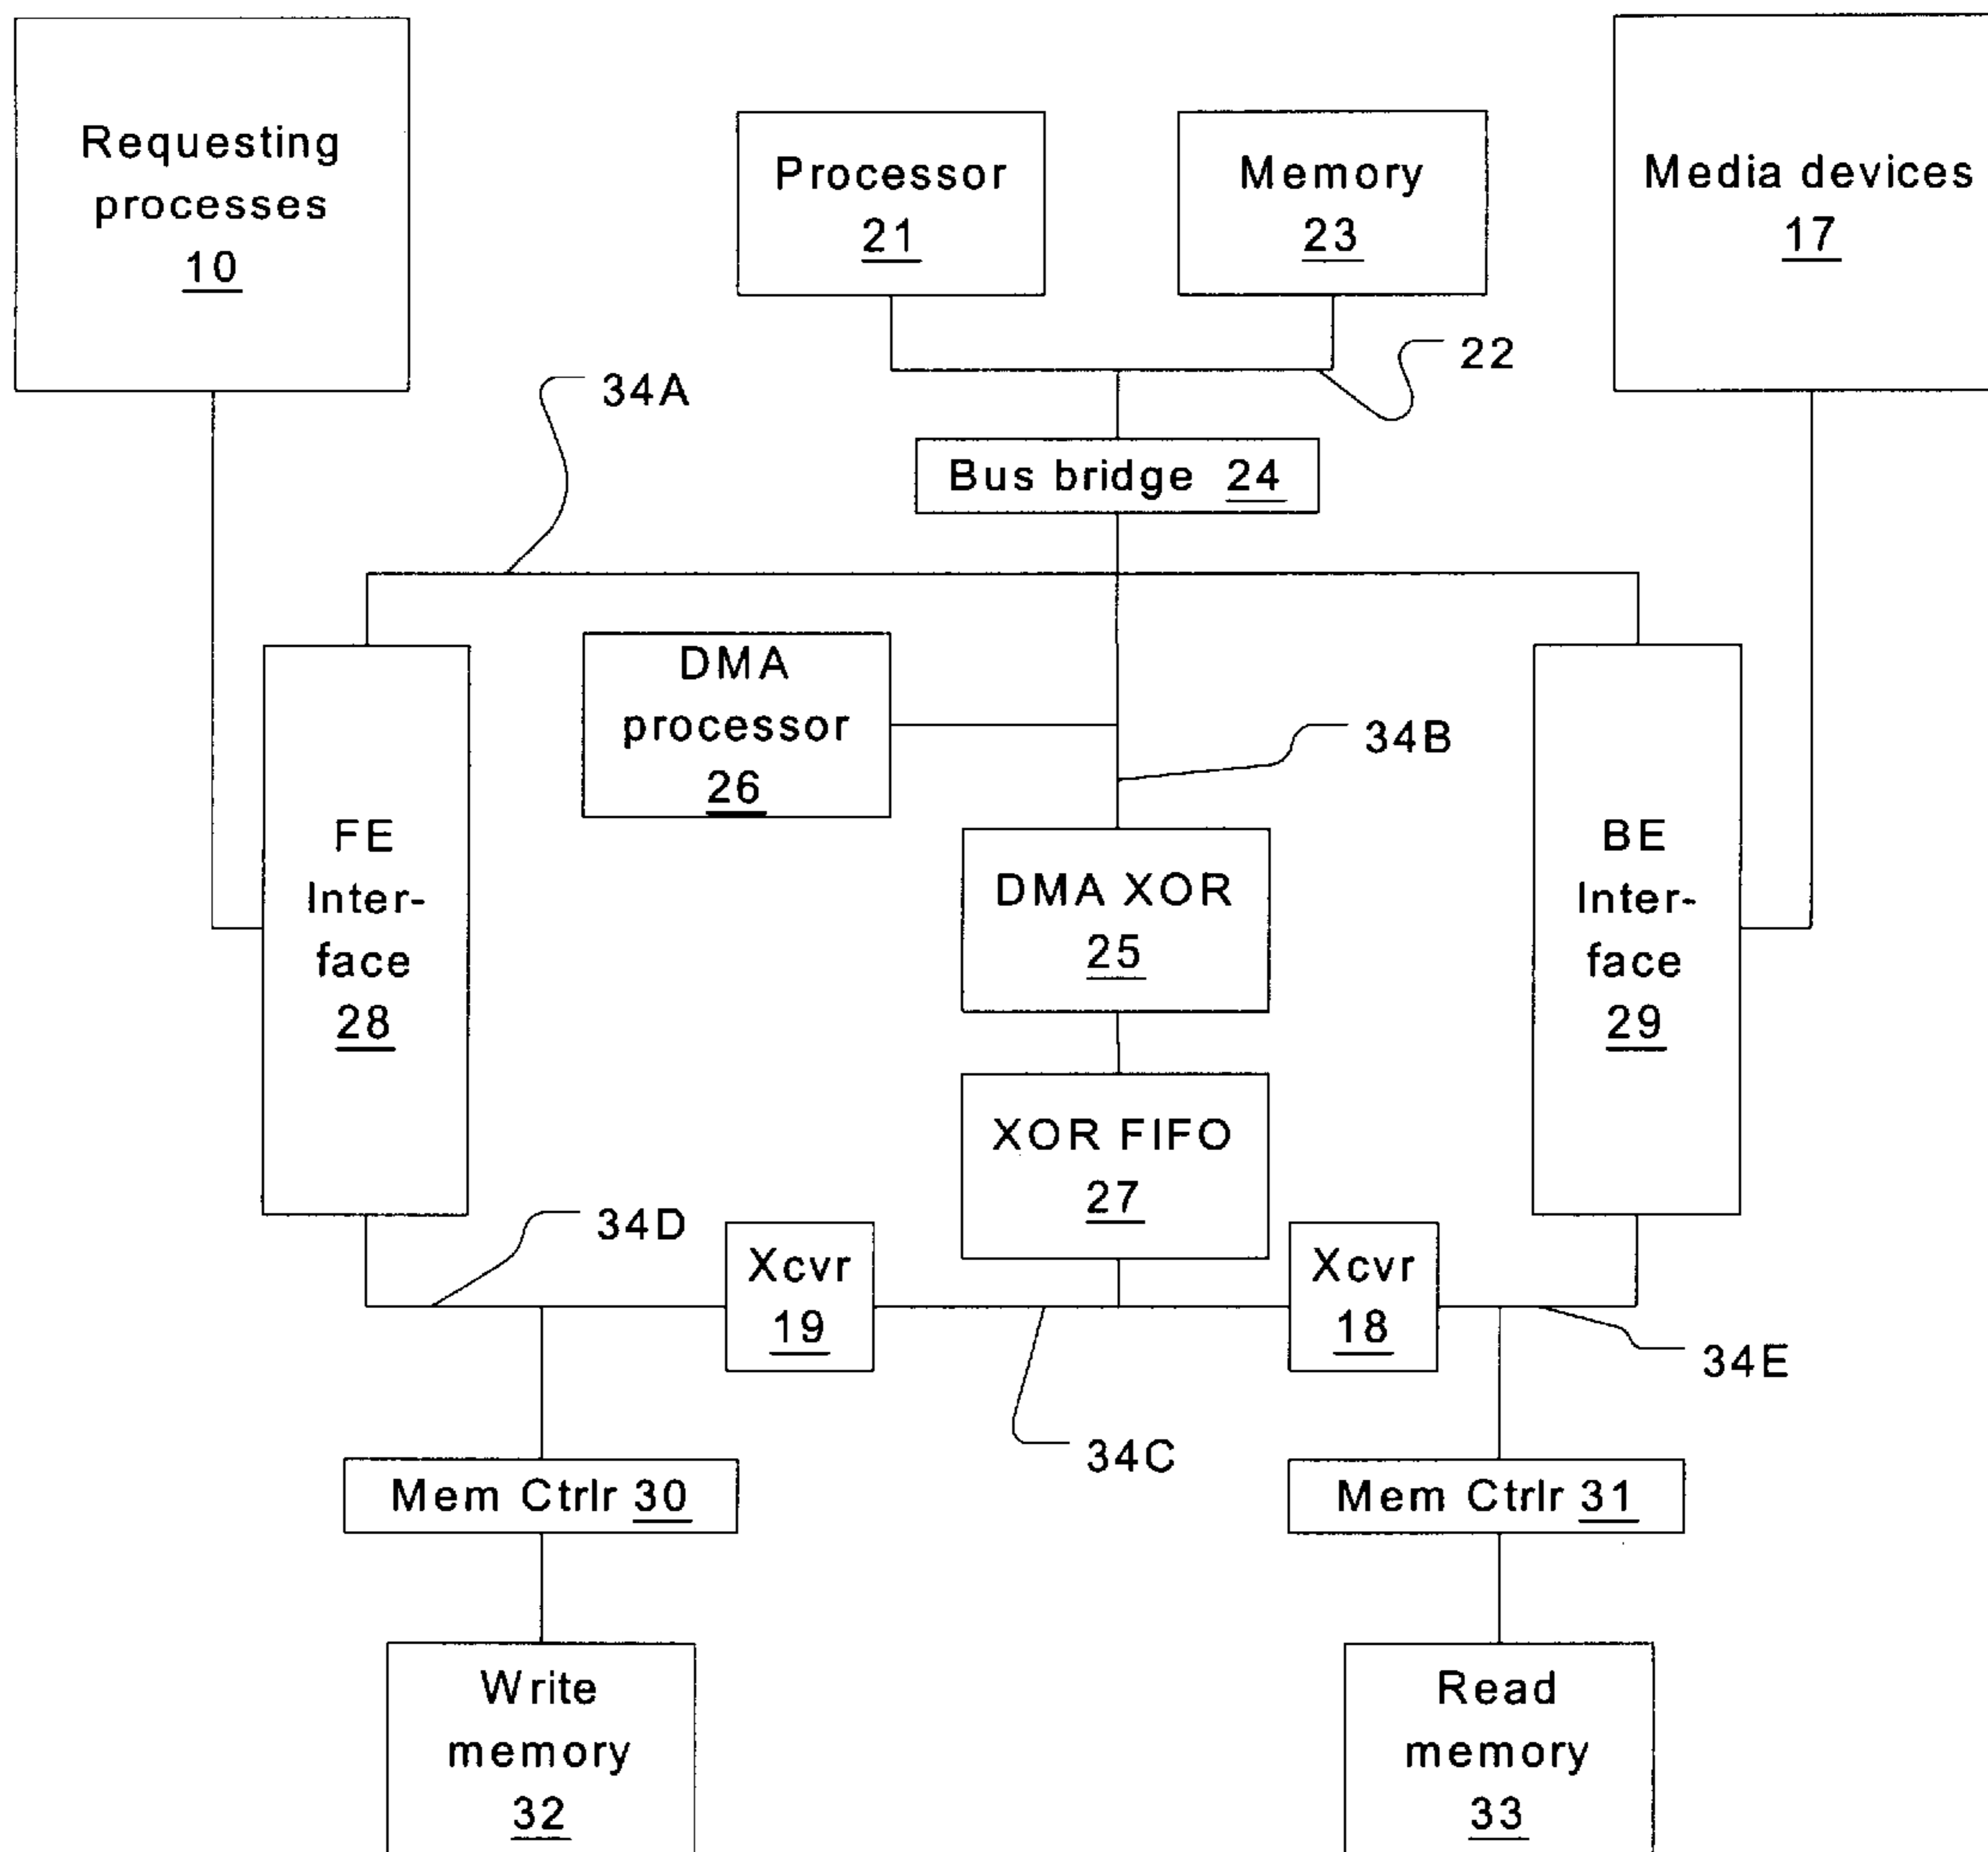 Requesting
processes
10
Processor
21
Memory
23
Media devices
17
22
34A
Bus bridge 24
DMA
processor
26
34B
FE
Inter-
face
28
DMA XOR
25
BE
Inter-
face
29
XOR FIFO
27
34D
Xcvr
19
Xcvr
18
34E
34C
Mem Ctrlr 30
Mem Ctrlr 31
Write
memory
32
Read
memory
33